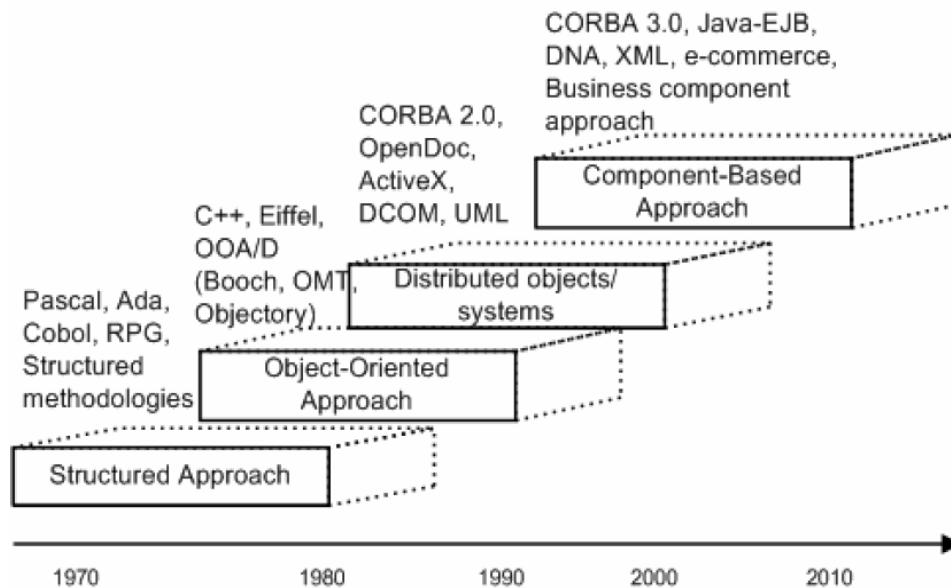 CORBA 3.0, Java-EJB,
DNA, XML, e-commerce,
Business component
approach
CORBA 2.0,
OpenDoc,
ActiveX,
DCOM, UML
Component-Based
Approach
C++, Eiffel,
OOA/D
(Booch, OMT,
Objectory)
Distributed objects/
systems
Pascal, Ada,
Cobol, RPG,
Structured
methodologies
Object-Oriented
Approach
Structured Approach
1970 1980 1990 2000 2010